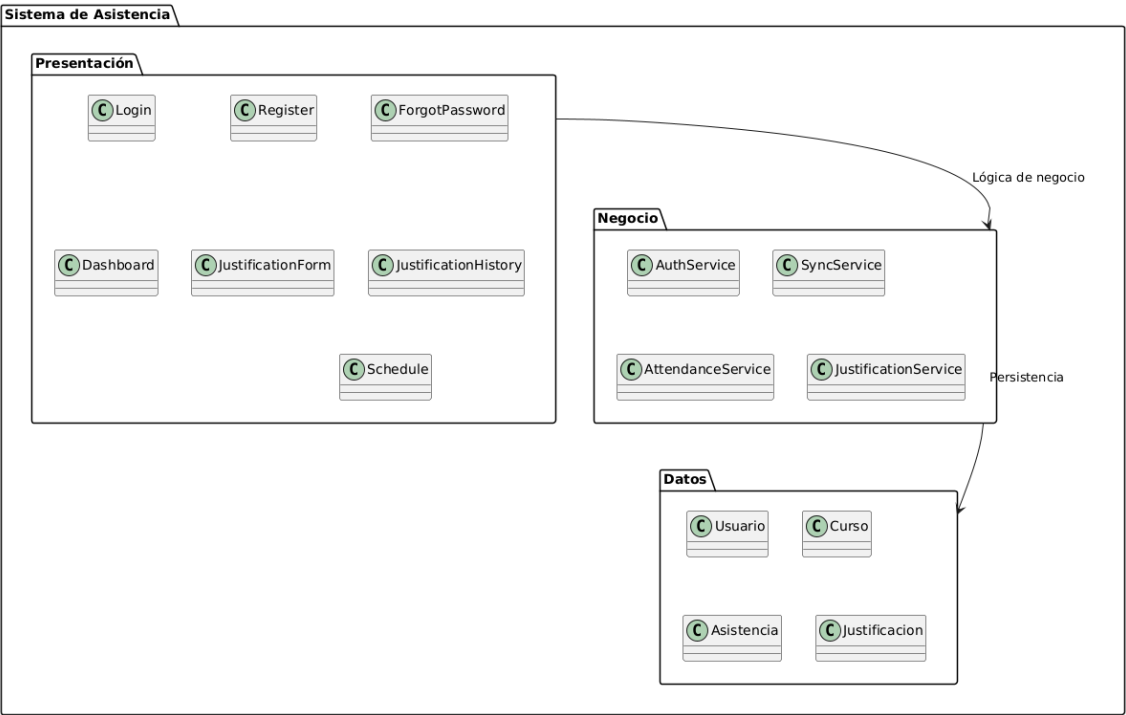 Sistema de Asistencia
Presentación
C Login
C Register
C ForgotPassword
C Dashboard
C JustificationForm
C JustificationHistory
C Schedule
Lógica de negocio
Negocio
C AuthService
C SyncService
C AttendanceService
C JustificationService
Persistencia
Datos
C Usuario
C Curso
C Asistencia
C Justificacion